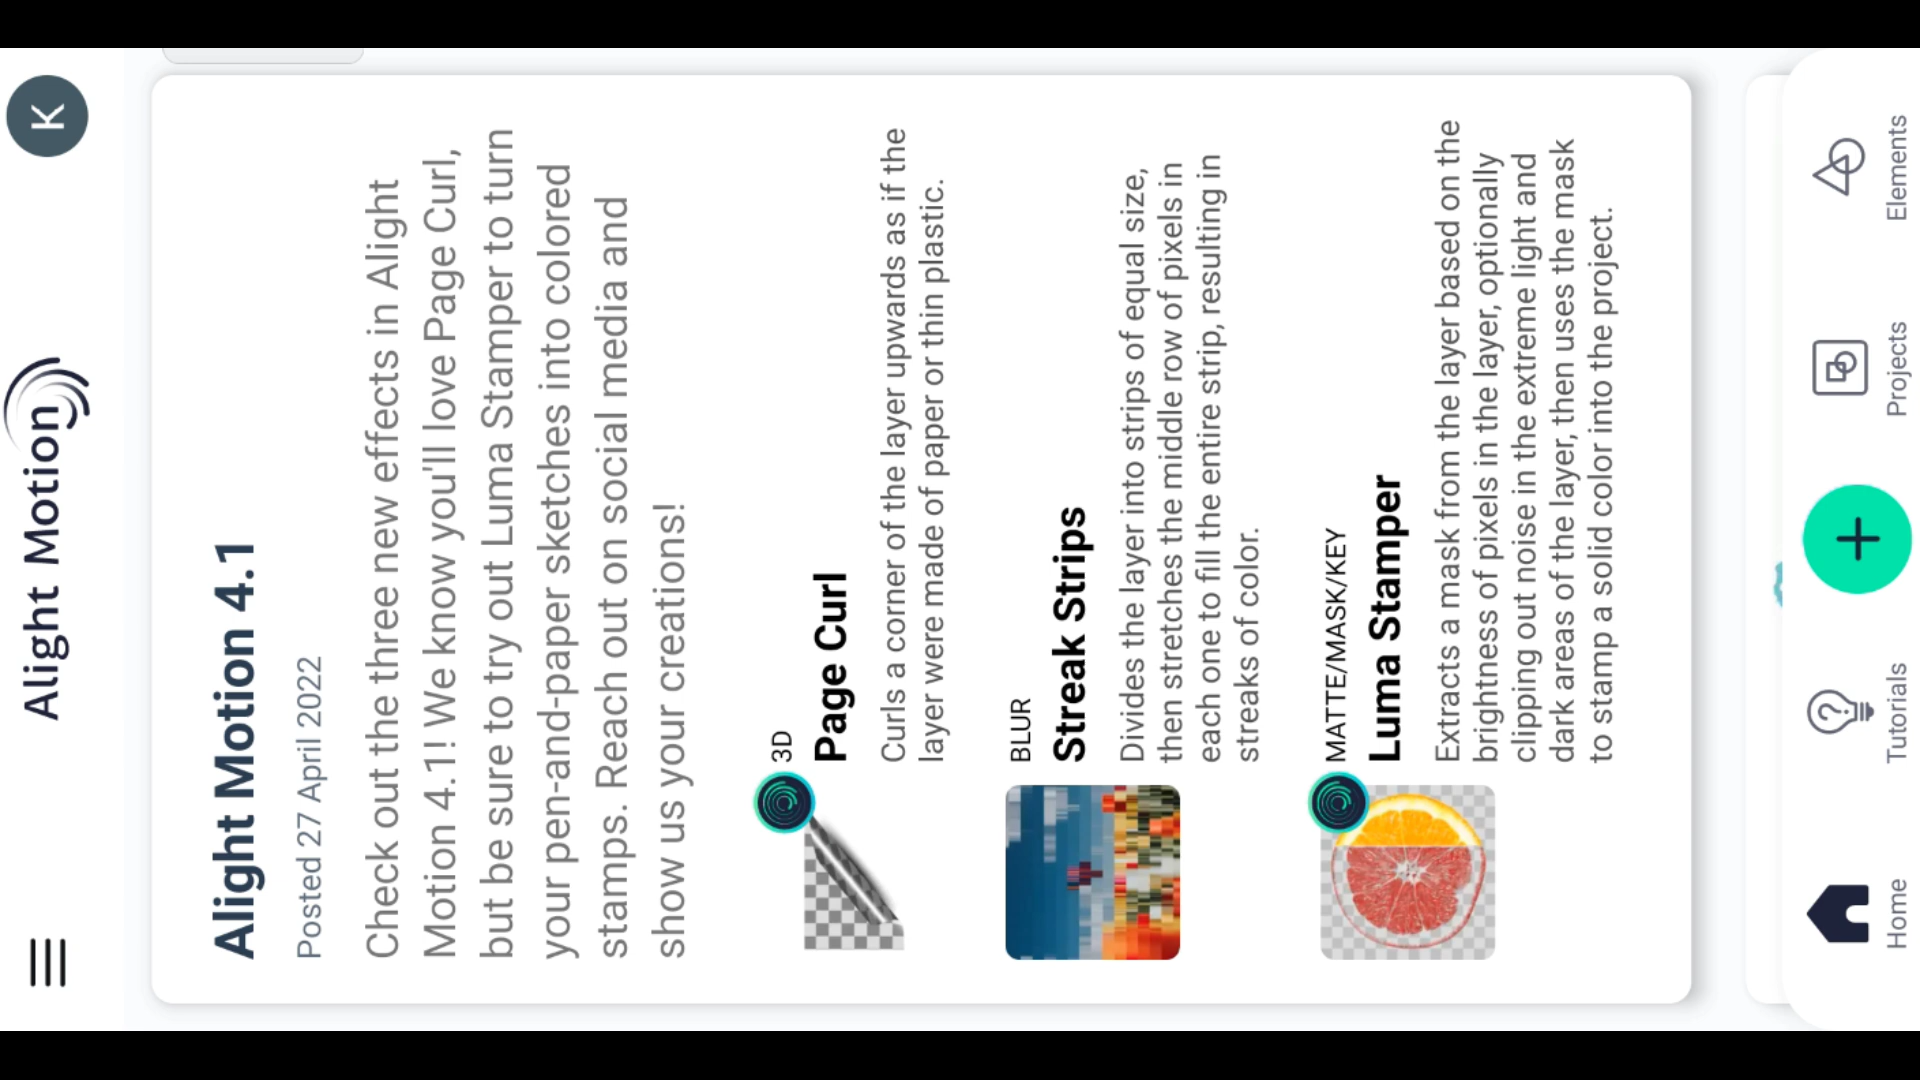 Alight Motion
K
Alight Motion 4.1
Posted 27 April 2022
Check out the three new effects in Alight
Motion 4.1! We know you'll love Page Curl,
but be sure to try out Luma Stamper to turn
your pen-and-paper sketches into colored
stamps. Reach out on social media and
show us your creations!
3D
Page Curl
Curls a corner of the layer upwards as if the
layer were made of paper or thin plastic.
BLUR
Streak Strips
Divides the layer into strips of equal size,
then stretches the middle row of pixels in
each one to fill the entire strip, resulting in
streaks of color.
MATTE/MASK/KEY
Luma Stamper
Extracts a mask from the layer based on the
brightness of pixels in the layer, optionally
clipping out noise in the extreme light and
dark areas of the layer, then uses the mask
to stamp a solid color into the project.
Home
Tutorials
Projects
Elements